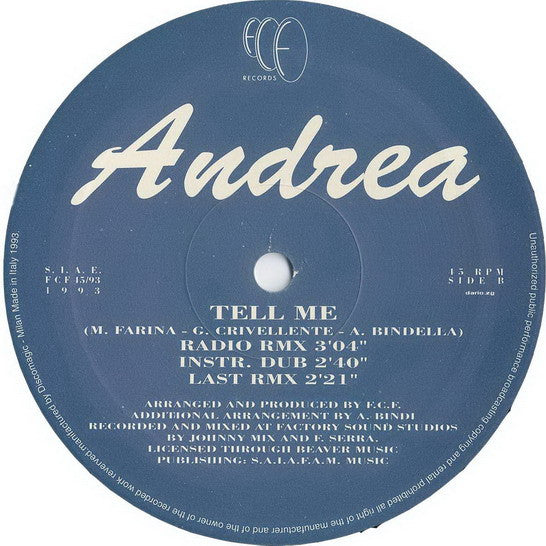 FCF
RECORDS
Andrea
S. I. A. E.
FCF 15/93
1 9 9 3
45 RPM
SIDE B
dario.zg
TELL ME
(M. FARINA - G. CRIVELLENTE - A. BINDELLA)
RADIO RMX 3'04"
INSTR. DUB 2'40"
LAST RMX 2'21"
ARRANGED AND PRODUCED BY F.C.F.
ADDITIONAL ARRANGEMENT BY A. BINDI
RECORDED AND MIXED AT FACTORY SOUND STUDIOS
BY JOHNNY MIX AND F. SERRA.
LICENSED THROUGH BEAVER MUSIC
PUBLISHING: S.A.I.A.F.A.M. MUSIC
Unauthorized public performance broadcasting copying and rental prohibited all right of the manufacturer and of the owner of the recorded work reserved manufactured by Discomagic - Milan Made in Italy 1993.